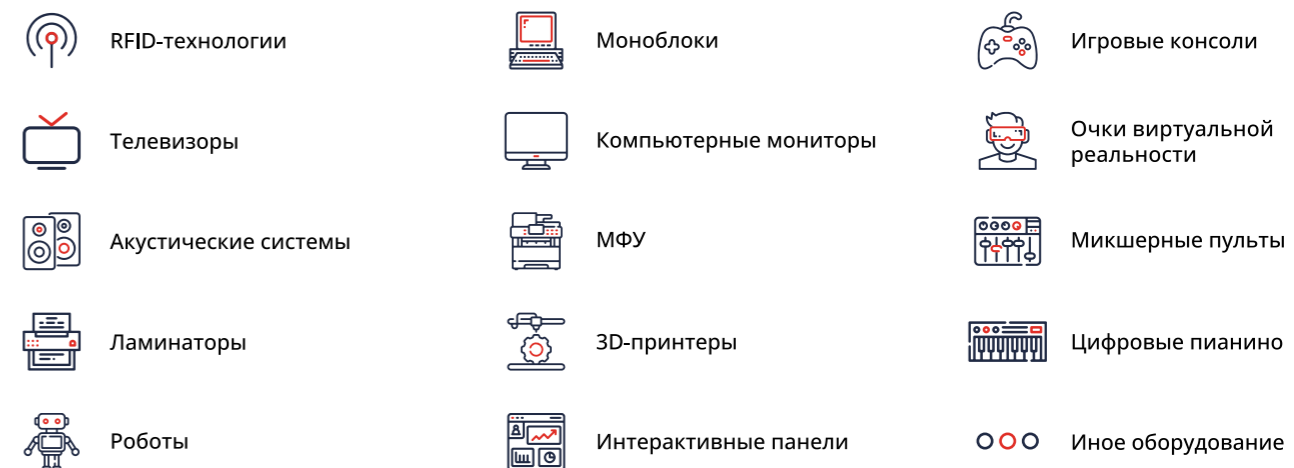 RFID-технологии
Моноблоки
Игровые консоли
Телевизоры
Компьютерные мониторы
Очки виртуальной
реальности
Акустические системы
МФУ
Микшерные пульты
Ламинаторы
3D-принтеры
Цифровые пианино
Роботы
Интерактивные панели
Иное оборудование